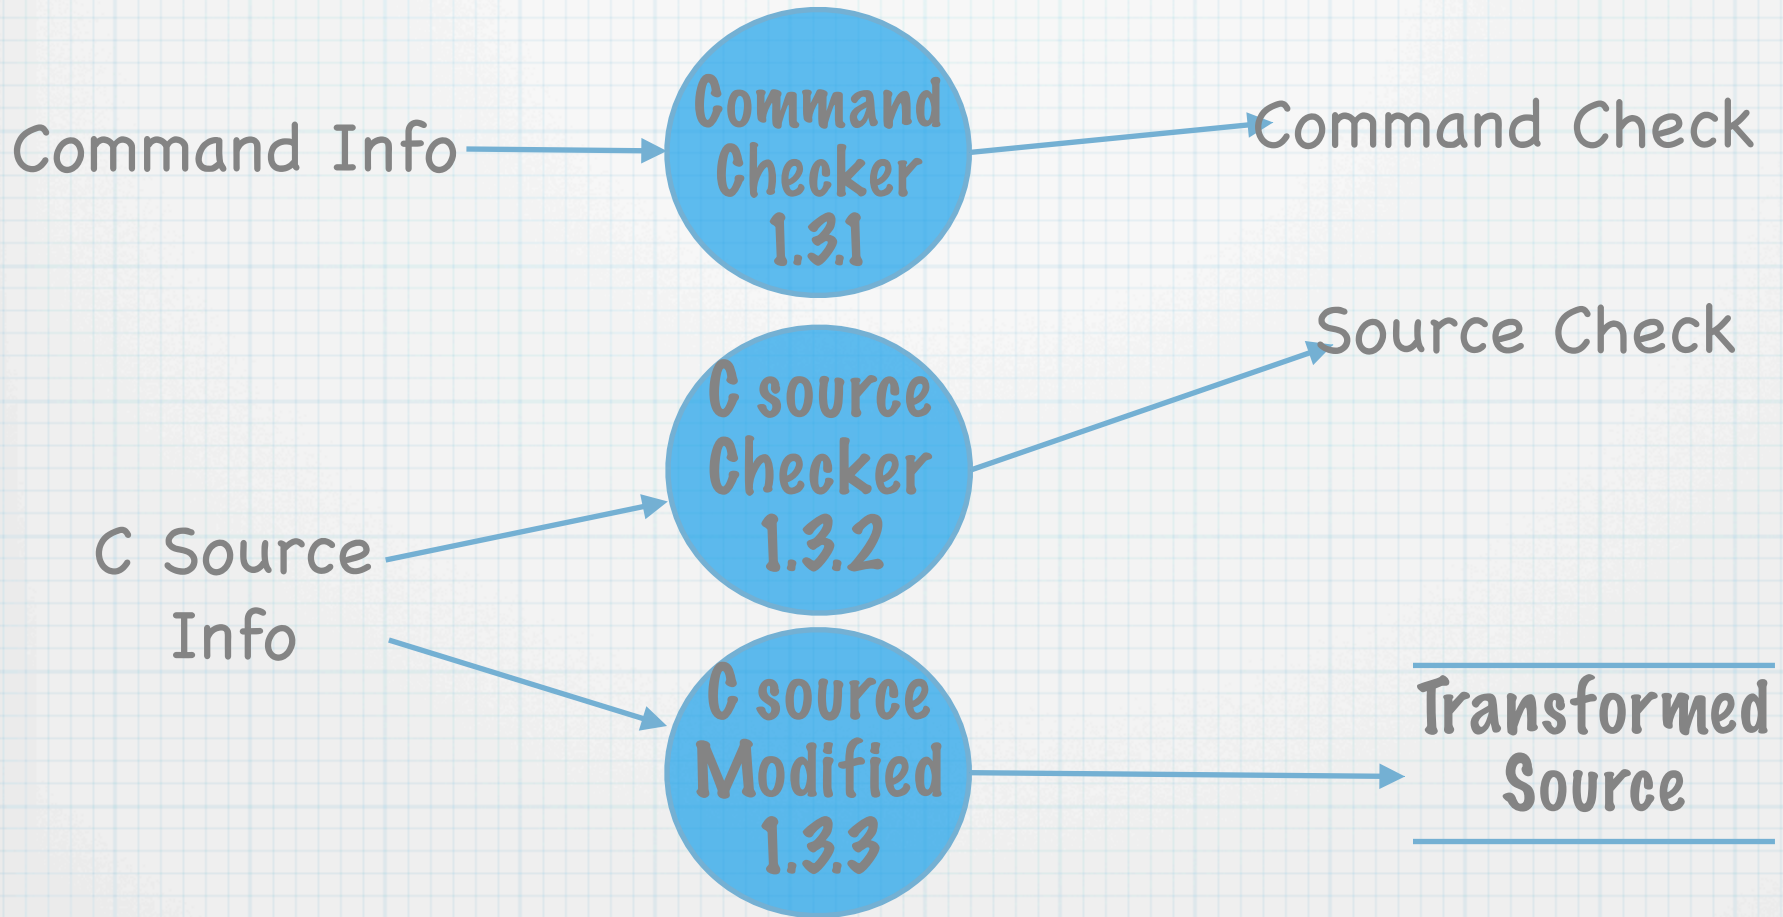 Command Info
Command
Checker
1.3.1
Command Check
Source Check
C source
Checker
1.3.2
C Source
Info
C source
Modified
1.3.3
Transformed
Source